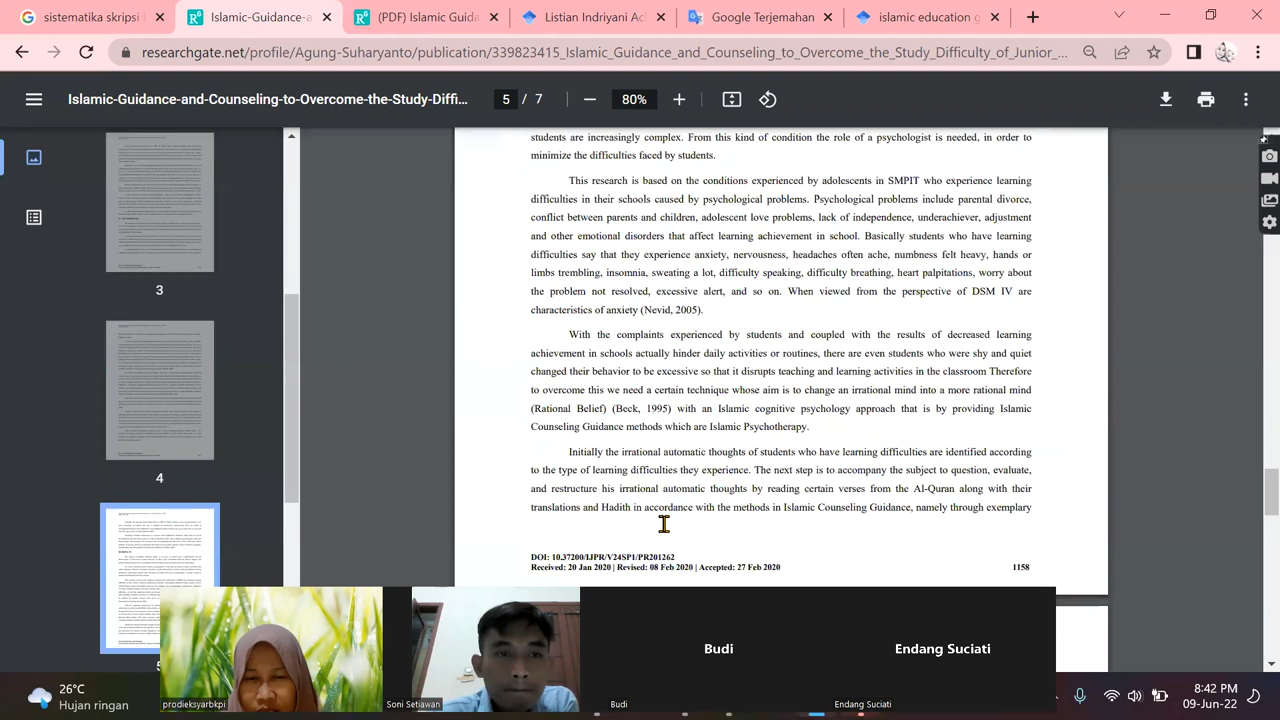 sistematika skripsi
Islamic-Guidance-a
(PDF) Islamic Guida
Listian Indriyani Ac
Google Terjemahan
islamic education g
researchgate.net/profile/Agung-Suharyanto/publication/339823415_Islamic_Guidance_and_Counseling_to_Overcome_the_Study_Difficulty_of_Junior_...
Islamic-Guidance-and-Counseling-to-Overcome-the-Study-Diffi...
5 / 7
80%
3
4
students are increasingly complex. From this kind of condition the role of a psychologist is needed, in order to
minimize the difficulties faced by students.
This research is based on the conditions experienced by adolescents in SMPIT who experience learning
difficulties in their schools caused by psychological problems. Psychological problems include parental divorce,
conflict between parents and children, adolescent love problems, lack of independence, underachiever, adjustment
and other emotional disorders that affect learning achievement in school. Basically students who have learning
difficulties say that they experience anxiety, nervousness, headaches often ache, numbness felt heavy, hands or
limbs trembling, insomnia, sweating a lot, difficulty speaking, difficulty breathing, heart palpitations, worry about
the problem not resolved, excessive alert, and so on. When viewed from the perspective of DSM IV are
characteristics of anxiety (Nevid, 2005).
With the complaints experienced by students and coupled with the results of decreased learning
achievement in schools actually hinder daily activities or routines, there are even students who were shy and quiet
changed their behavior to be excessive so that it disrupts teaching and learning activities in the classroom Therefore
to overcome this we need a certain technique whose aim is to change an irrational mind into a more rational mind
(Rational Belief) (Beck, 1995) with an Islamic cognitive psychology approach that is by providing Islamic
Counseling Guidance methods which are Islamic Psychotherapy.
Initially the irrational automatic thoughts of students who have learning difficulties are identified according
to the type of learning difficulties they experience. The next step is to accompany the subject to question, evaluate,
and restructure his irrational automatic thoughts by reading certain verses from the Al-Quran along with their
translations and Hadith in accordance with the methods in Islamic Counseling Guidance, namely through exemplary
DOI: 10.37200/IJPR/V24SP1/PR201262
Received: 20 Jan 2020 | Revised: 08 Feb 2020 | Accepted: 27 Feb 2020
1158
Budi
Endang Suciati
prodieksyarbkpi
Soni Setiawan
Budi
Endang Suciati
26°C
Hujan ringan
8:42 PM
09-Jun-22